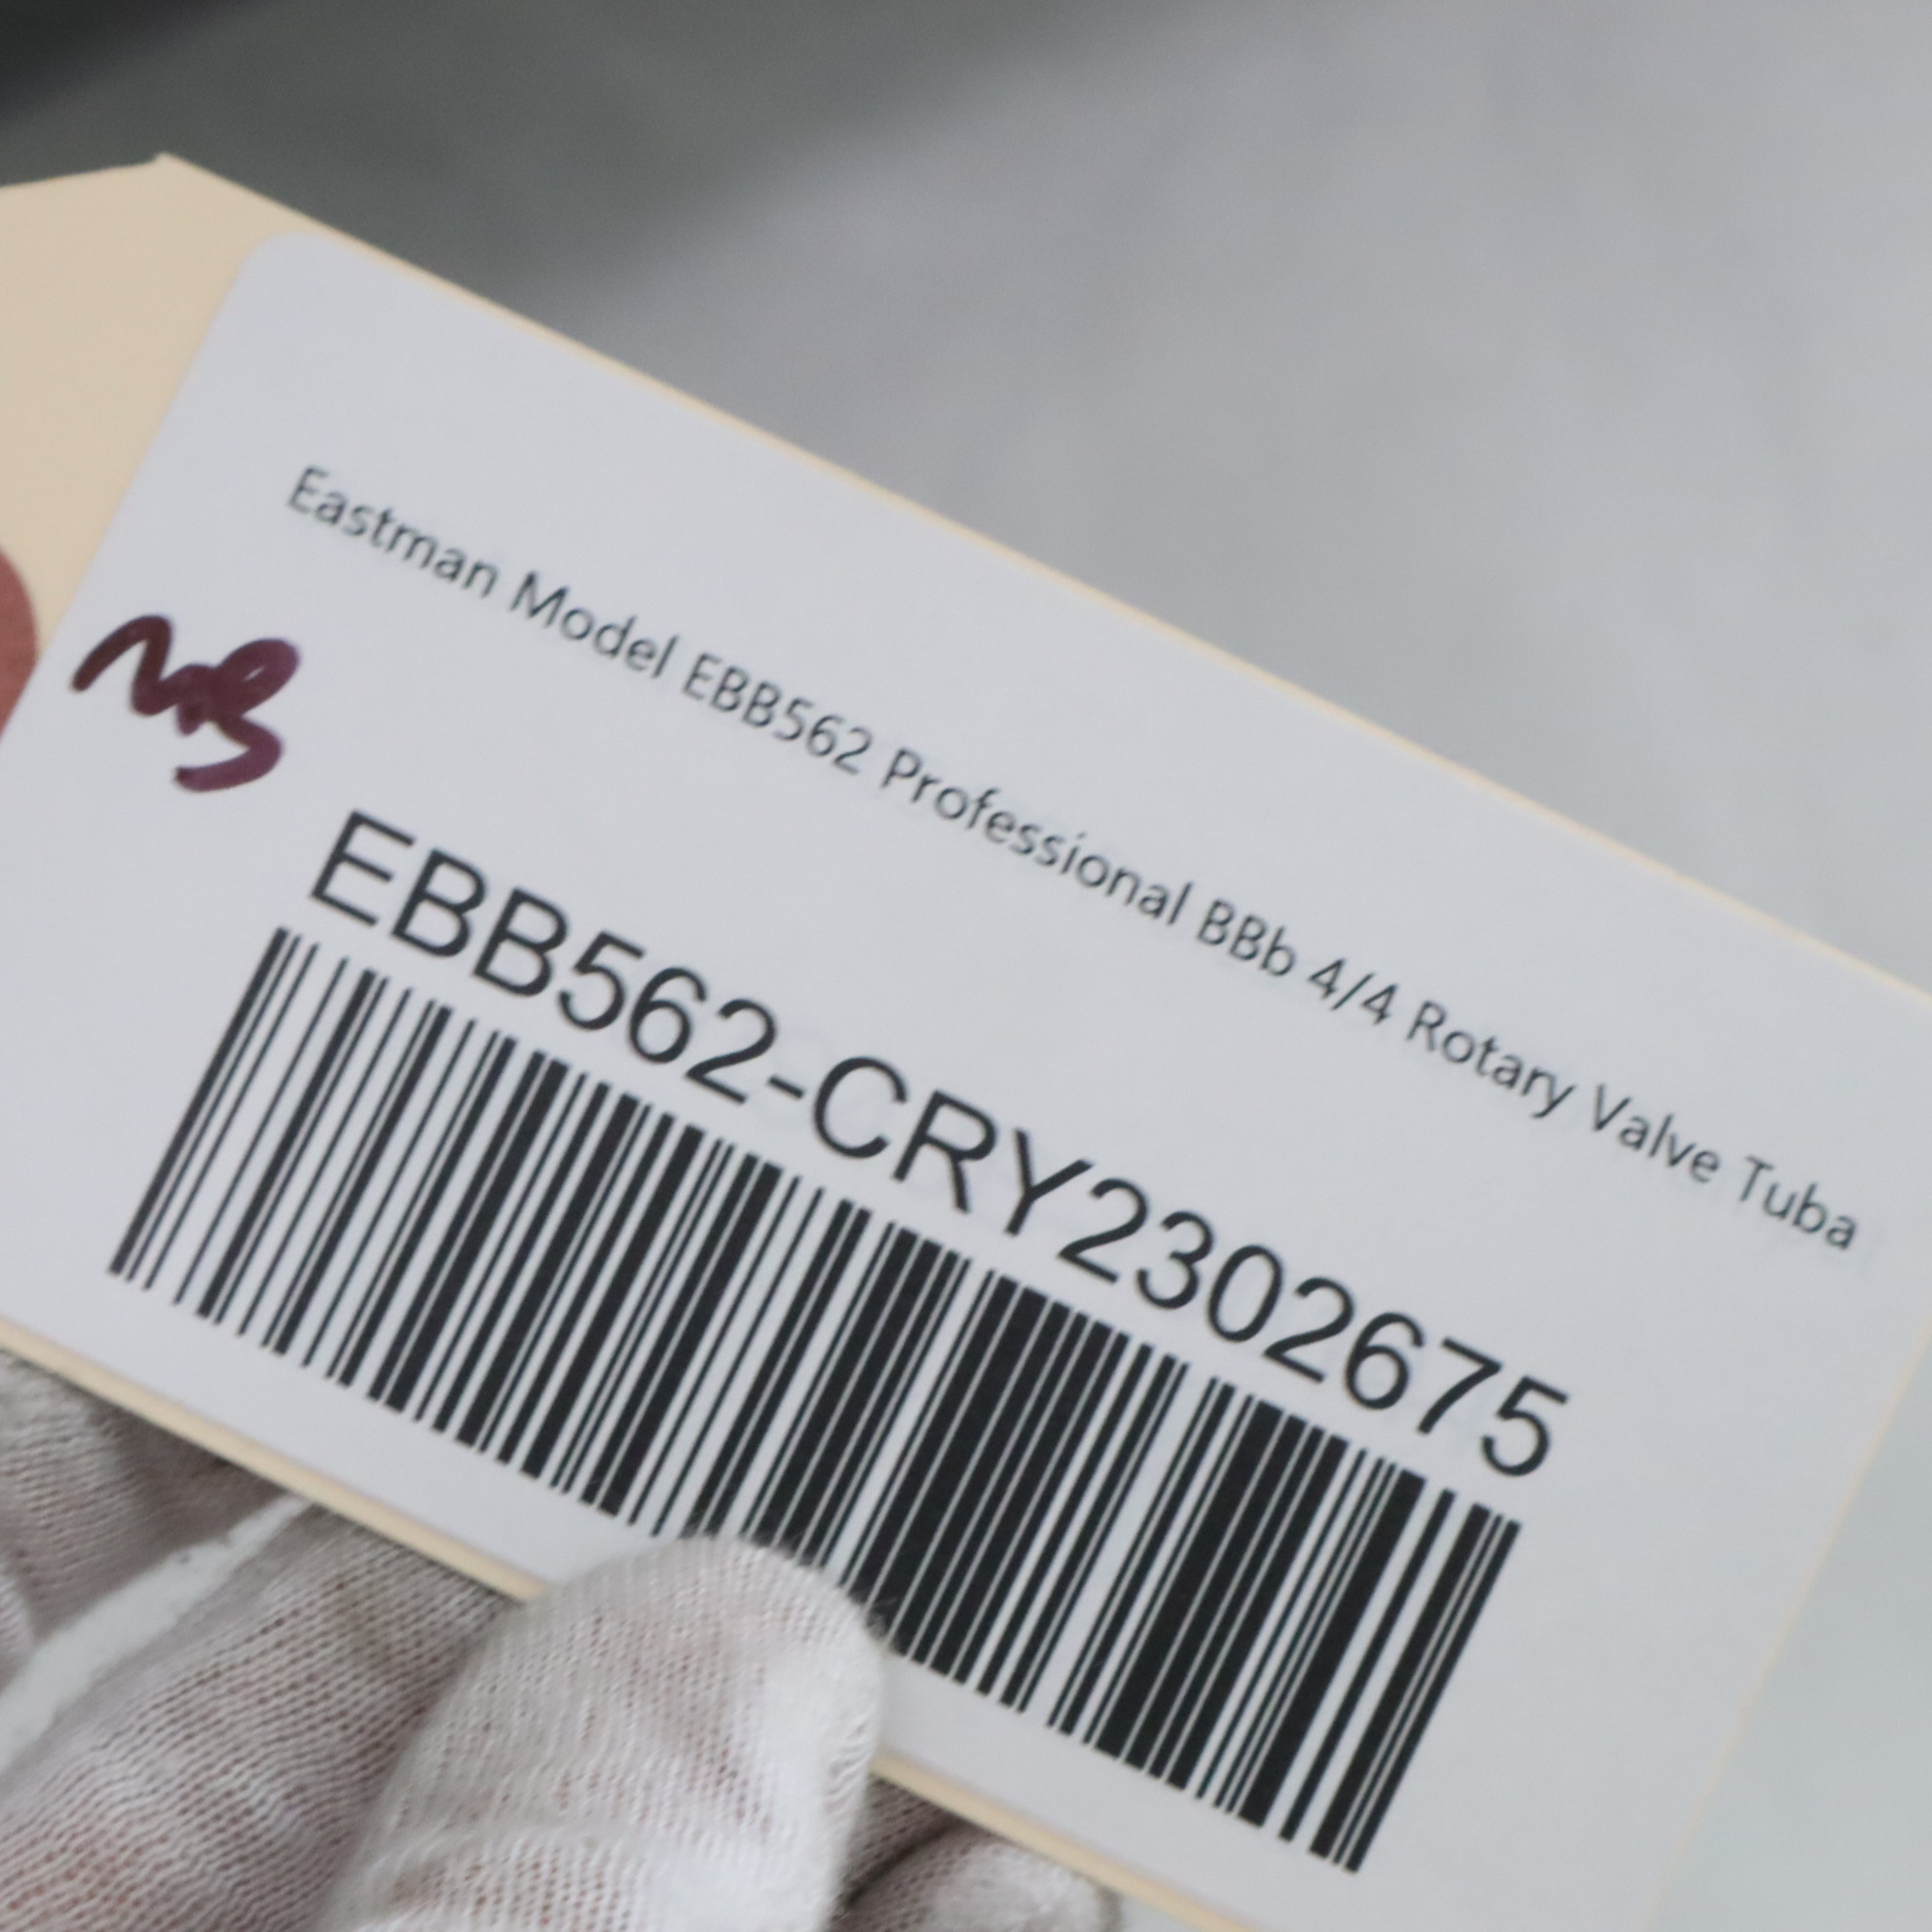 Eastman Model EBB562 Professional BBb 4/4 Rotary Valve Tuba
EBB562-CRY2302675